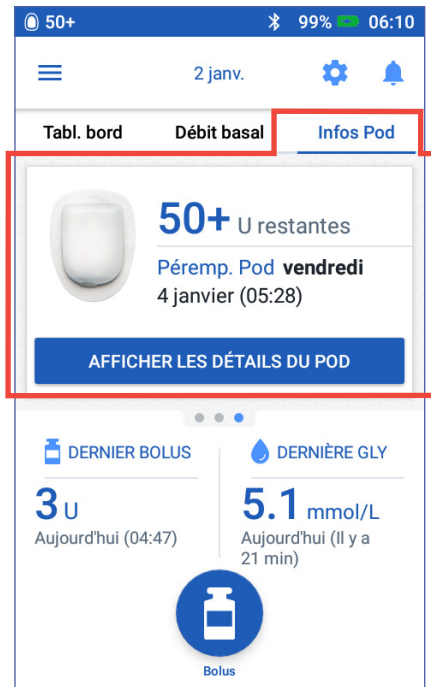 50+ 99% 06:10
2 janv.
Tabl. bord Débit basal Infos Pod
50+ U restantes
Péremp. Pod vendredi
4 janvier (05:28)
AFFICHER LES DÉTAILS DU POD
DERNIER BOLUS DERNIÈRE GLY
3 U 5.1 mmol/L
Aujourd'hui (04:47) Aujourd'hui (Il y a
21 min)
Bolus